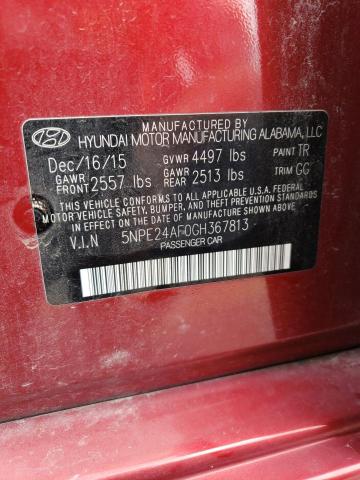 MANUFACTURED BY
HYUNDAI MOTOR MANUFACTURING ALABAMA, LLC
Dec/16/15 GVWR 4497 lbs PAINT TR
GAWR FRONT 2557 lbs GAWR REAR 2513 lbs TRIM GG
THIS VEHICLE CONFORMS TO ALL APPLICABLE U.S.A. FEDERAL
MOTOR VEHICLE SAFETY, BUMPER, AND THEFT PREVENTION
STANDARDS IN EFFECT ON THE DATE OF MANUFACTURE SHOWN ABOVE.
V.I.N 5NPE24AF0GH367813
PASSENGER CAR